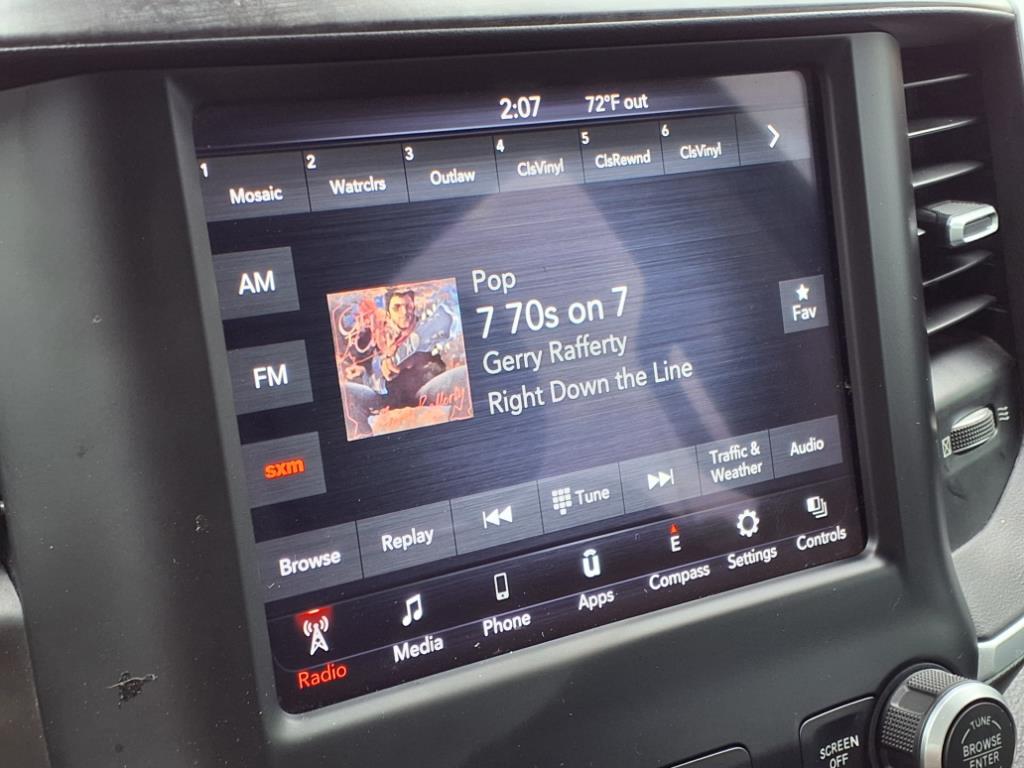 2:07 72°F out
1 Mosaic 2 Watrclrs 3 Outlaw 4 ClsVinyl 5 ClsRewnd 6 ClsVinyl
AM
FM
sxm
Pop
7 70s on 7
Gerry Rafferty
Right Down the Line
Fav
Browse Replay Tune Traffic & Weather Audio
Radio Media Phone Apps E Compass Settings Controls
SCREEN
OFF
TUNE
BROWSE
ENTER